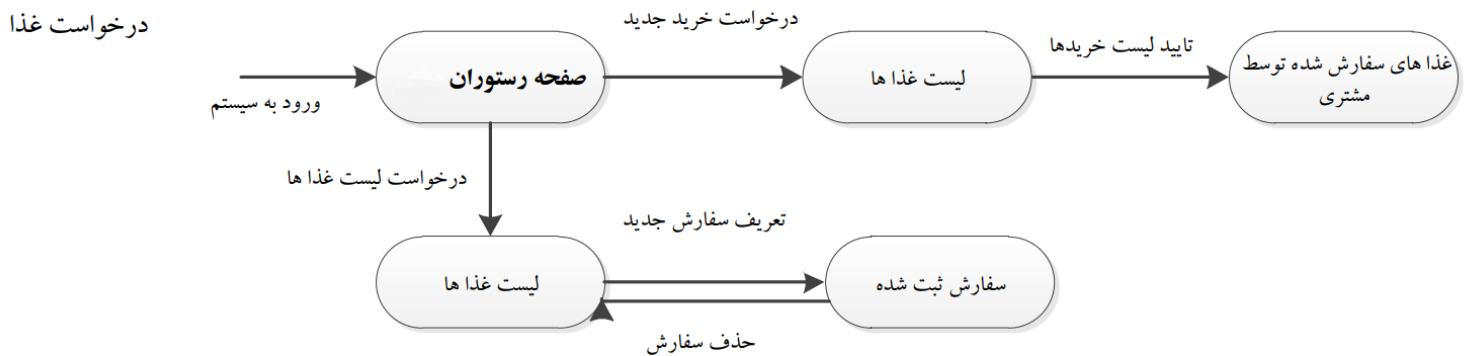 درخواست غذا
درخواست خرید جدید
تایید لیست خریدها
صفحه رستوران
لیست غذا ها
غذا های سفارش شده توسط
مشتری
ورود به سیستم
درخواست لیست غذا ها
تعریف سفارش جدید
لیست غذا ها
سفارش ثبت شده
حذف سفارش